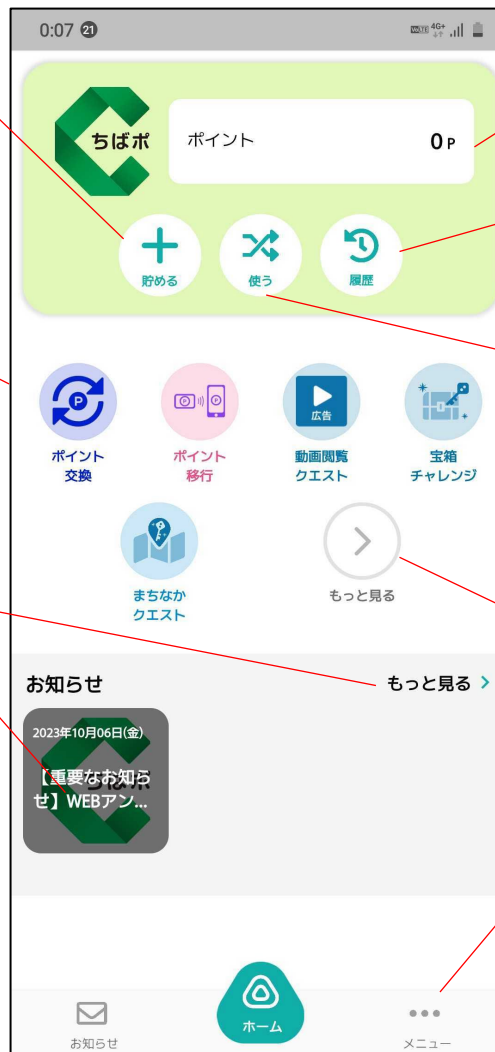 0:07 21
VoLTE 4G+
ちばポ
ポイント 0 P
貯める 使う 履歴
P
広告
ポイント
交換
ポイント
移行
動画閲覧
クエスト
宝箱
チャレンジ
まちなか
クエスト
もっと見る
お知らせ もっと見る >
2023年10月06日(金)
【重要なお知ら
せ】WEBアン...
ホーム
お知らせ メニュー